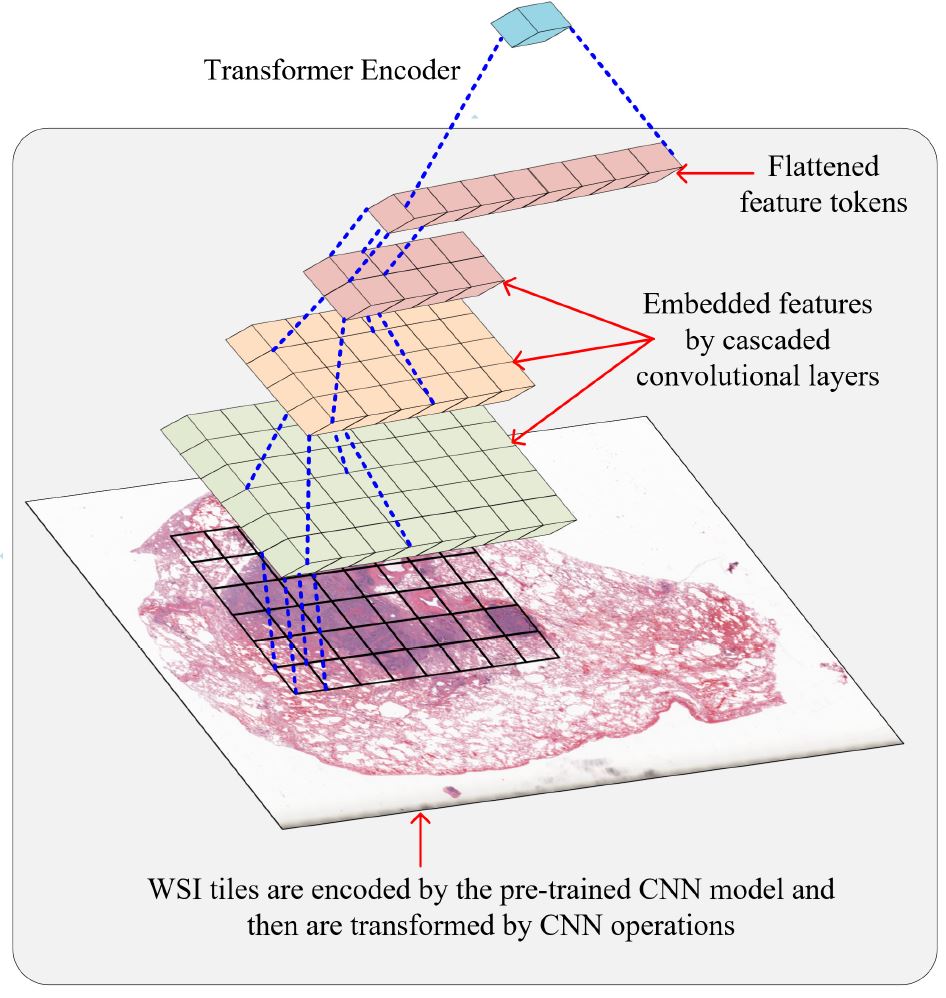 Transformer Encoder
Flattened
feature tokens
Embedded features
by cascaded
convolutional layers
WSI tiles are encoded by the pre-trained CNN model and
then are transformed by CNN operations